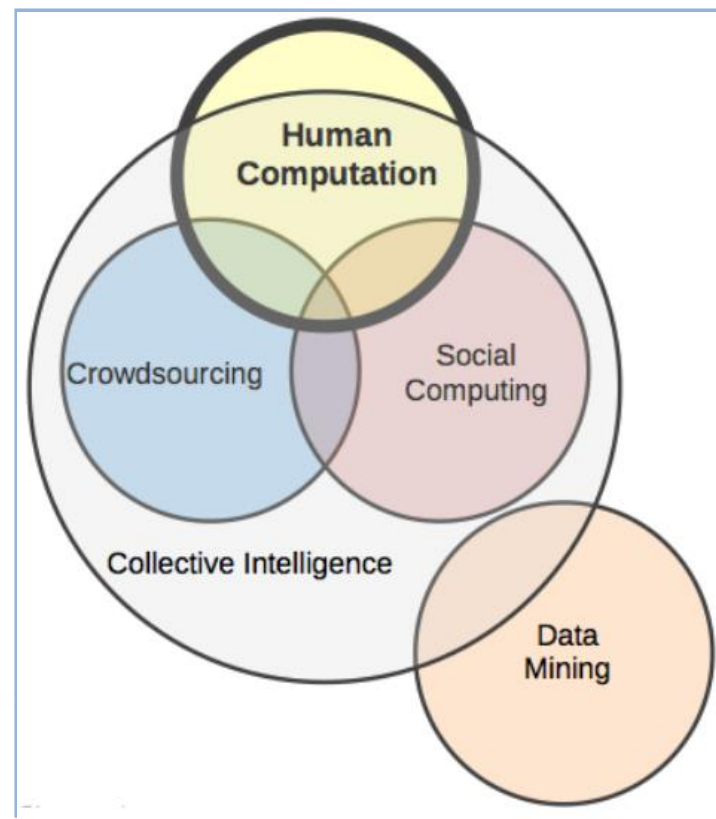 Human
Computation
Crowdsourcing
Social
Computing
Collective Intelligence
Data
Mining